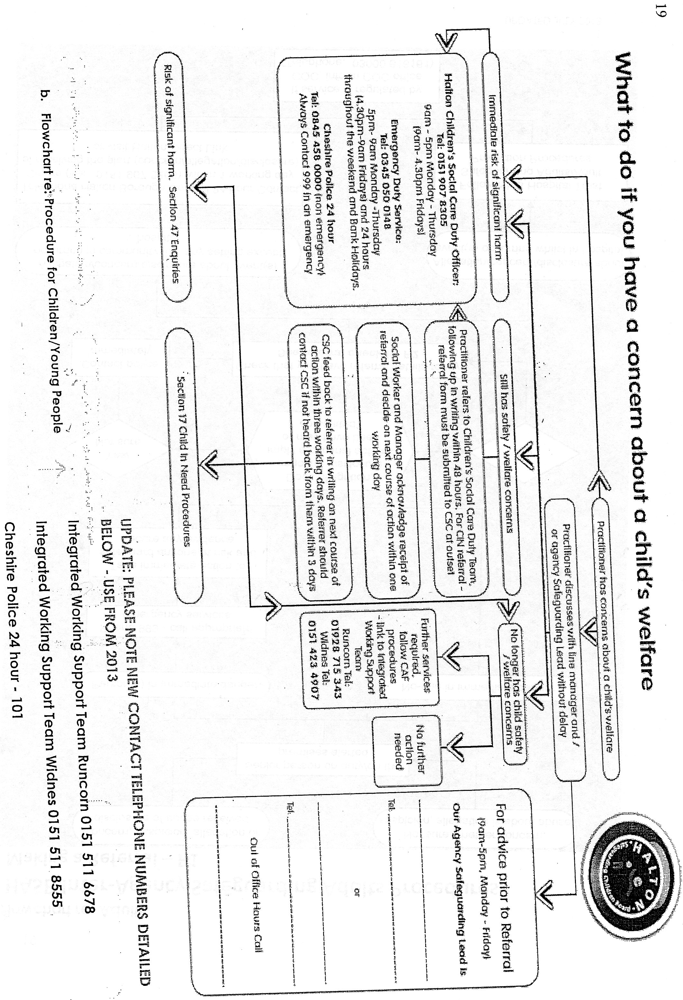 19
What to do if you have a concern about a child's welfare
HALTON
Practitioner has concerns about a child's welfare
Practitioner discusses with line manager and /
or agency Safeguarding Lead without delay
Immediate risk of significant harm
Still has safety / welfare concerns
No longer has child safety
/ welfare concerns
Halton Children's Social Care Duty Officer:
Tel: 0151 907 8305
9am - 5pm Monday - Thursday
(9am- 4.30pm Fridays)
Emergency Duty Service:
Tel: 0345 050 0148
5pm- 9am Monday -Thursday
(4.30pm-9am Fridays) and 24 hours
throughout the weekend and Bank Holidays.
Cheshire Police 24 hour
Tel: 0845 458 0000 (non emergency)
Always Contact 999 in an emergency
Practitioner refers to Children's Social Care Duty Team,
following up in writing within 48 hours. For CIN referral -
referral form must be submitted to CSC at outset
Social Worker and Manager acknowledge receipt of
referral and decide on next course of action within one
working day
CSC feed back to referrer in writing on next course of
action within three working days. Referrer should
contact CSC if not heard back from them within 3 days
Further services
required,
follow CAF
procedures
- link to Integrated
Working Support
Team
Runcorn Tel:
01928 715 343
Widnes Tel:
0151 423 4907
No further
action
needed
For advice prior to Referral
(9am-5pm, Monday - Friday)
Our Agency Safeguarding Lead is
Tel:
or
Tel:
Out of Office Hours Call
Risk of significant harm. Section 47 Enquiries
Section 17 Child in Need Procedures
UPDATE: PLEASE NOTE NEW CONTACT TELEPHONE NUMBERS DETAILED
BELOW - USE FROM 2013
Integrated Working Support Team Runcorn 0151 511 6678
Integrated Working Support Team Widnes 0151 511 8555
Cheshire Police 24 hour - 101
b. Flowchart re: Procedure for Children/Young People